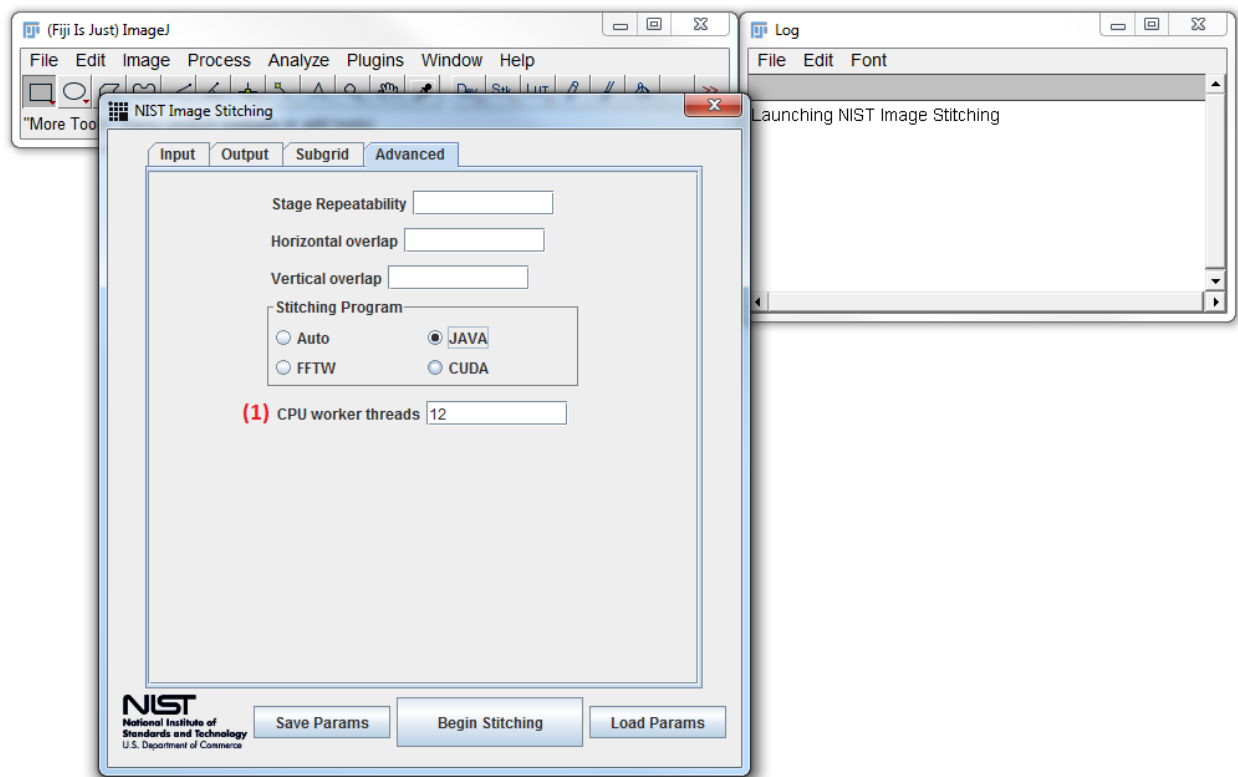 (Fiji Is Just) ImageJ
File Edit Image Process Analyze Plugins Window Help
Dev Stk LUT >>
"More Too
Log
File Edit Font
Launching NIST Image Stitching
NIST Image Stitching
Input Output Subgrid Advanced
Stage Repeatability
Horizontal overlap
Vertical overlap
Stitching Program
Auto JAVA
FFTW CUDA
(1) CPU worker threads 12
NIST
National Institute of
Standards and Technology
U.S. Department of Commerce
Save Params Begin Stitching Load Params